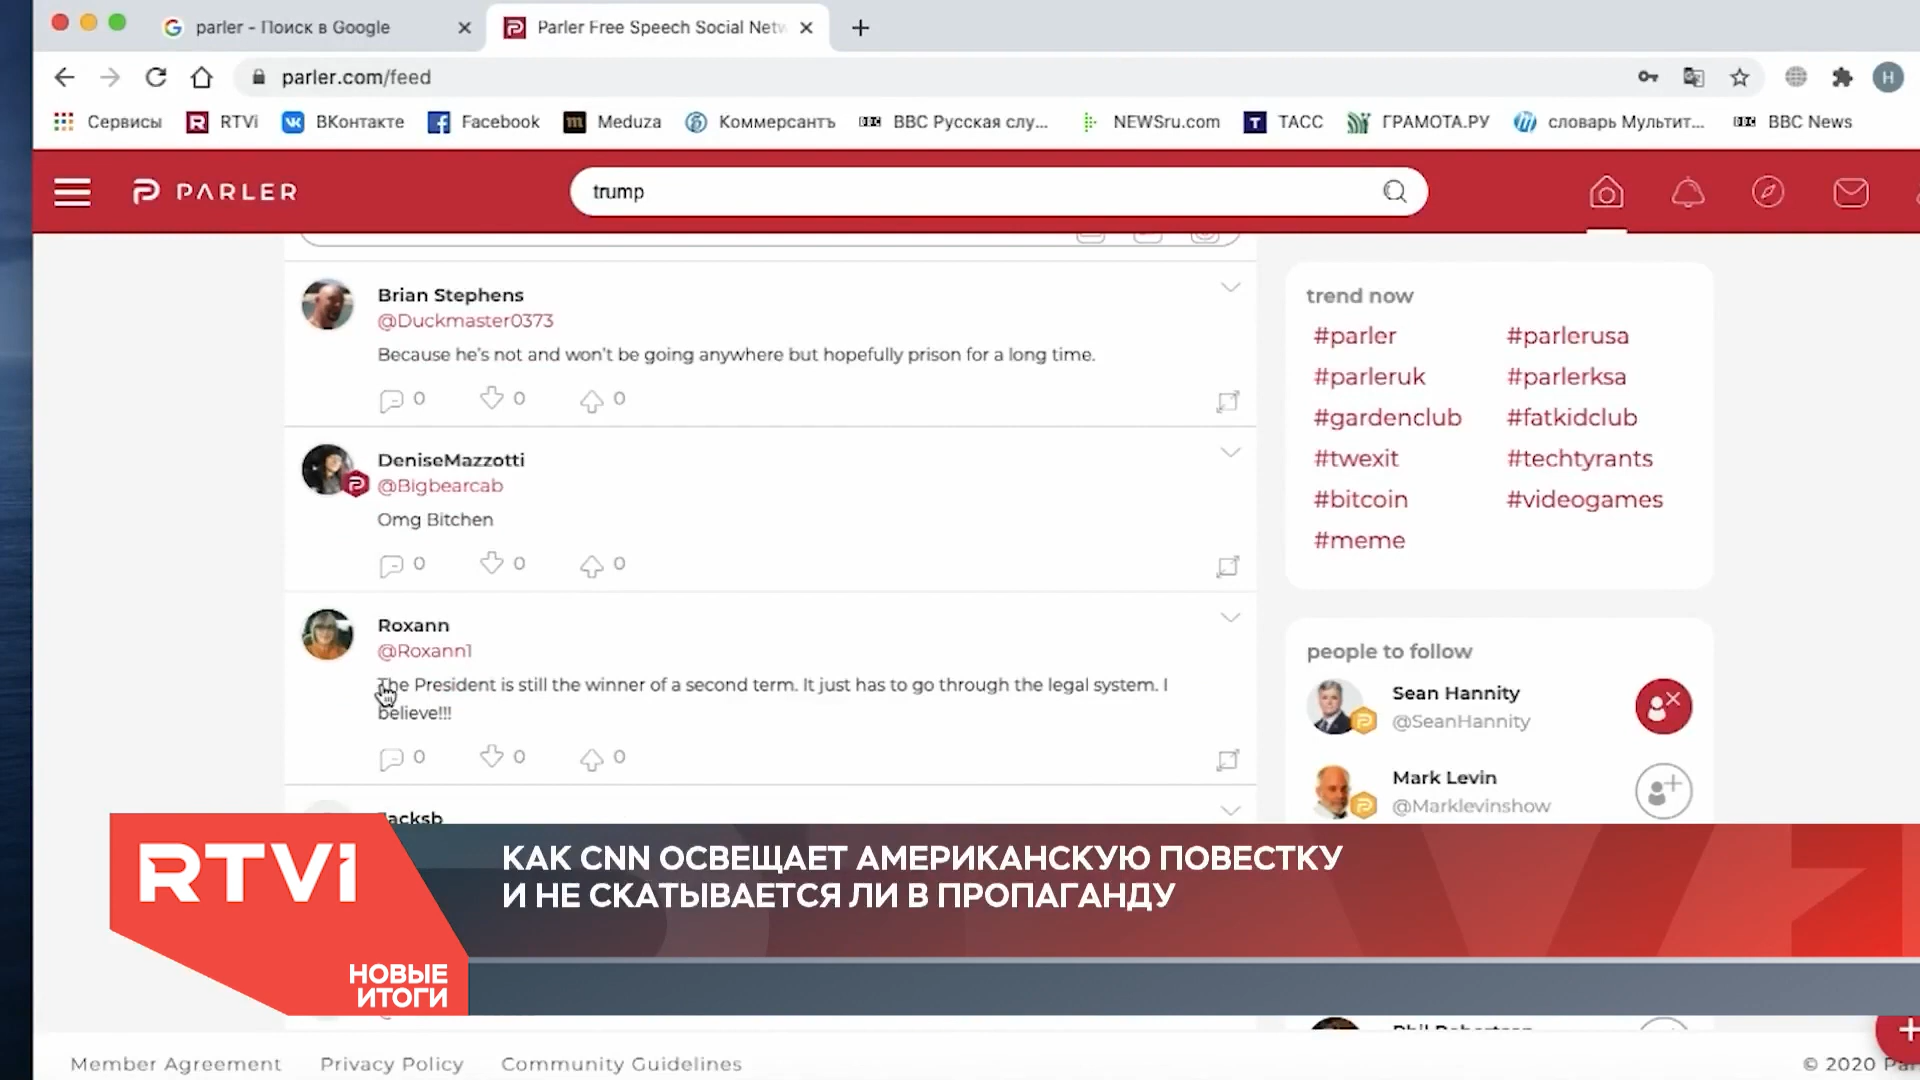 parler - Поиск в Google
Parler Free Speech Social Netw
parler.com/feed
H
Сервисы
RTVi
ВКонтакте
Facebook
Meduza
Коммерсантъ
BBC Русская слу...
NEWSru.com
ТАСС
ГРАМОТА.РУ
словарь Мультит...
BBC News
PARLER
trump
Brian Stephens
@Duckmaster0373
Because he's not and won't be going anywhere but hopefully prison for a long time.
0 0 0
DeniseMazzotti
@Bigbearcab
Omg Bitchen
0 0 0
Roxann
@Roxann1
The President is still the winner of a second term. It just has to go through the legal system. I
believe!!!
0 0 0
trend now
#parler #parlerusa
#parleruk #parlerksa
#gardenclub #fatkidclub
#twexit #techtyrants
#bitcoin #videogames
#meme
people to follow
Sean Hannity
@SeanHannity
Mark Levin
@Marklevinshow
RTVI
НОВЫЕ
ИТОГИ
КАК CNN ОСВЕЩАЕТ АМЕРИКАНСКУЮ ПОВЕСТКУ
И НЕ СКАТЫВАЕТСЯ ЛИ В ПРОПАГАНДУ
Member Agreement Privacy Policy Community Guidelines
© 2020